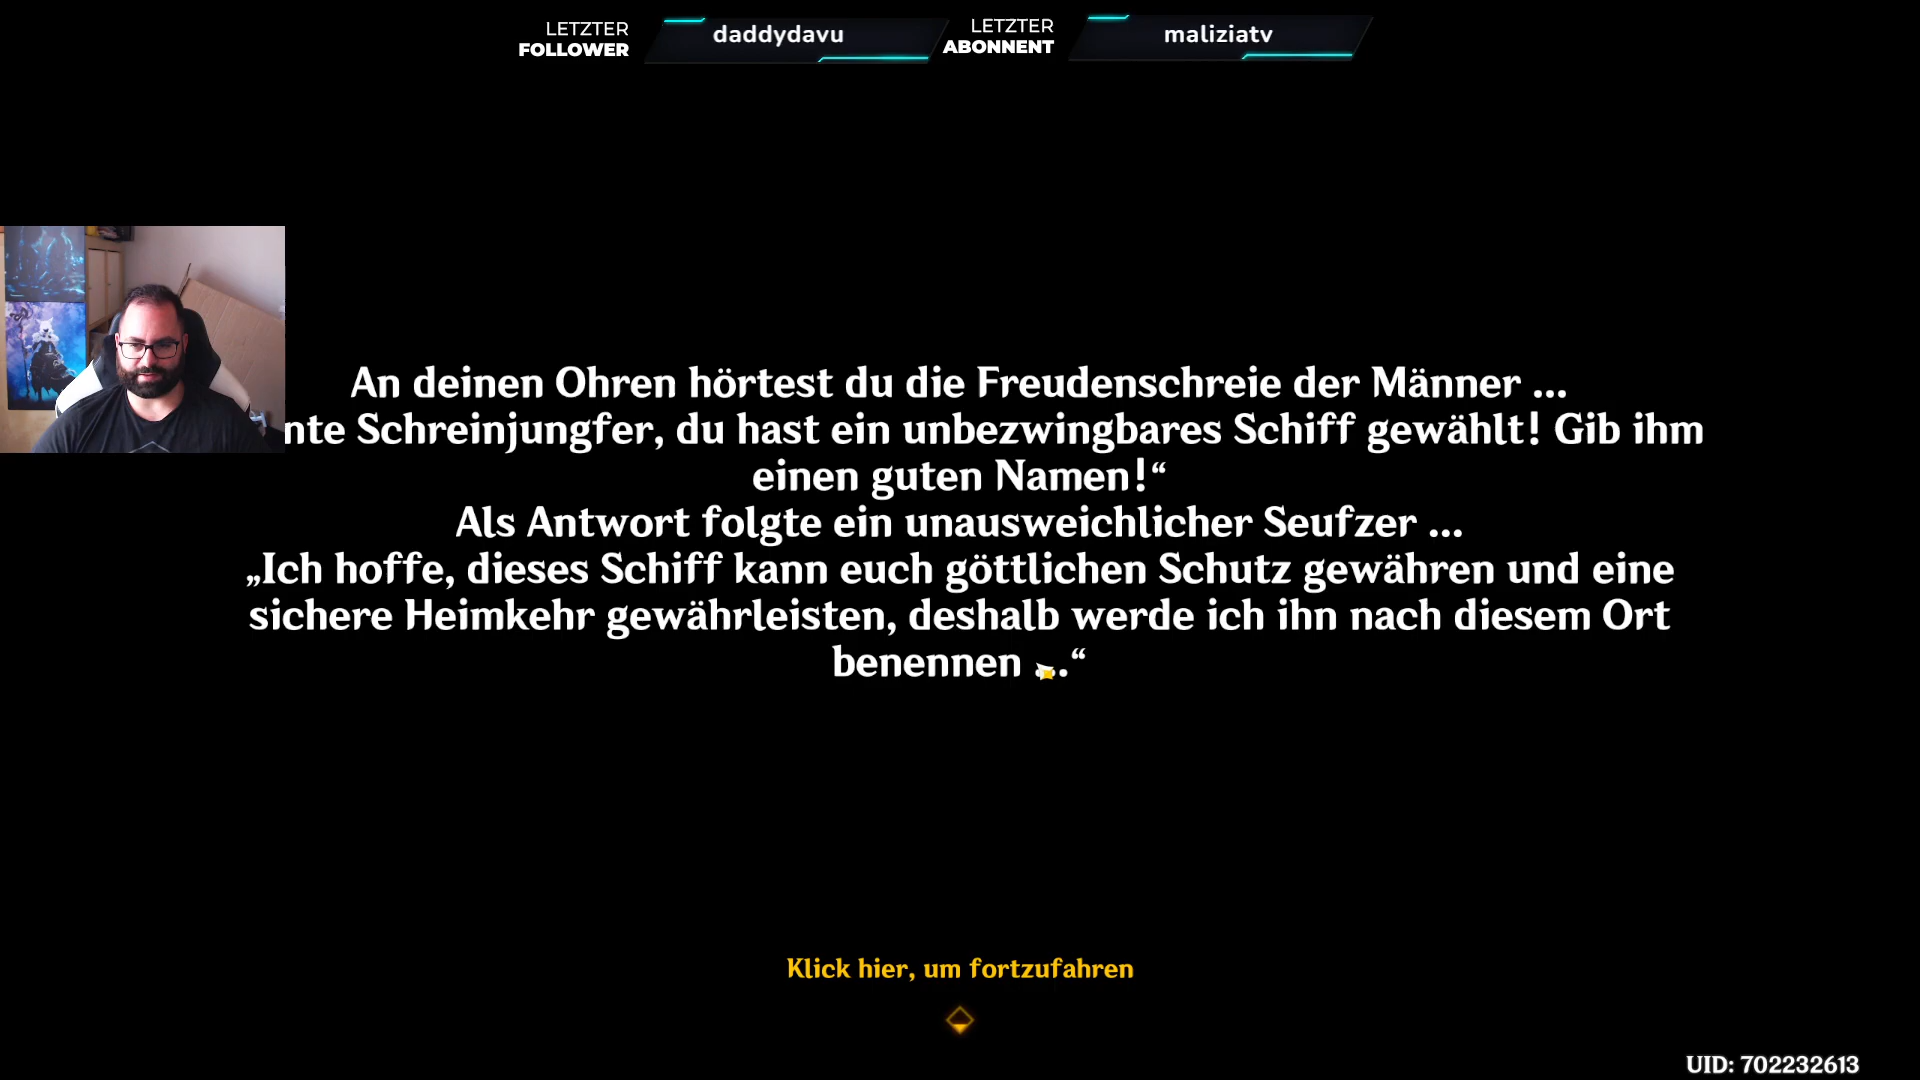 LETZTER
FOLLOWER
daddydavu
LETZTER
ABONNENT
maliziatv
An deinen Ohren hörtest du die Freudenschreie der Männer ...
Schreinjungfer, du hast ein unbezwingbares Schiff gewählt! Gib ihm
einen guten Namen!“
Als Antwort folgte ein unausweichlicher Seufzer ...
„Ich hoffe, dieses Schiff kann euch göttlichen Schutz gewähren und eine
sichere Heimkehr gewährleisten, deshalb werde ich ihn nach diesem Ort
benennen ...“
Klick hier, um fortzufahren
UID: 702232613